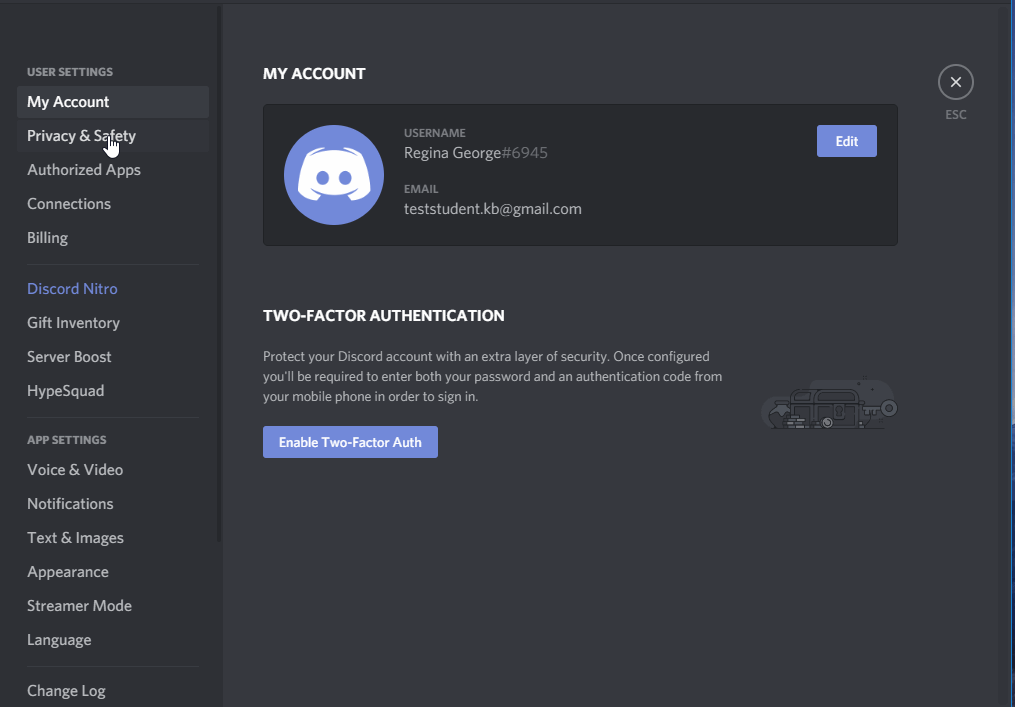 USER SETTINGS
My Account
Privacy & Safety
Authorized Apps
Connections
Billing
Discord Nitro
Gift Inventory
Server Boost
HypeSquad
APP SETTINGS
Voice & Video
Notifications
Text & Images
Appearance
Streamer Mode
Language
Change Log
MY ACCOUNT
USERNAME
Regina George#6945
Edit
EMAIL
teststudent.kb@gmail.com
ESC
TWO-FACTOR AUTHENTICATION
Protect your Discord account with an extra layer of security. Once configured
you'll be required to enter both your password and an authentication code from
your mobile phone in order to sign in.
Enable Two-Factor Auth